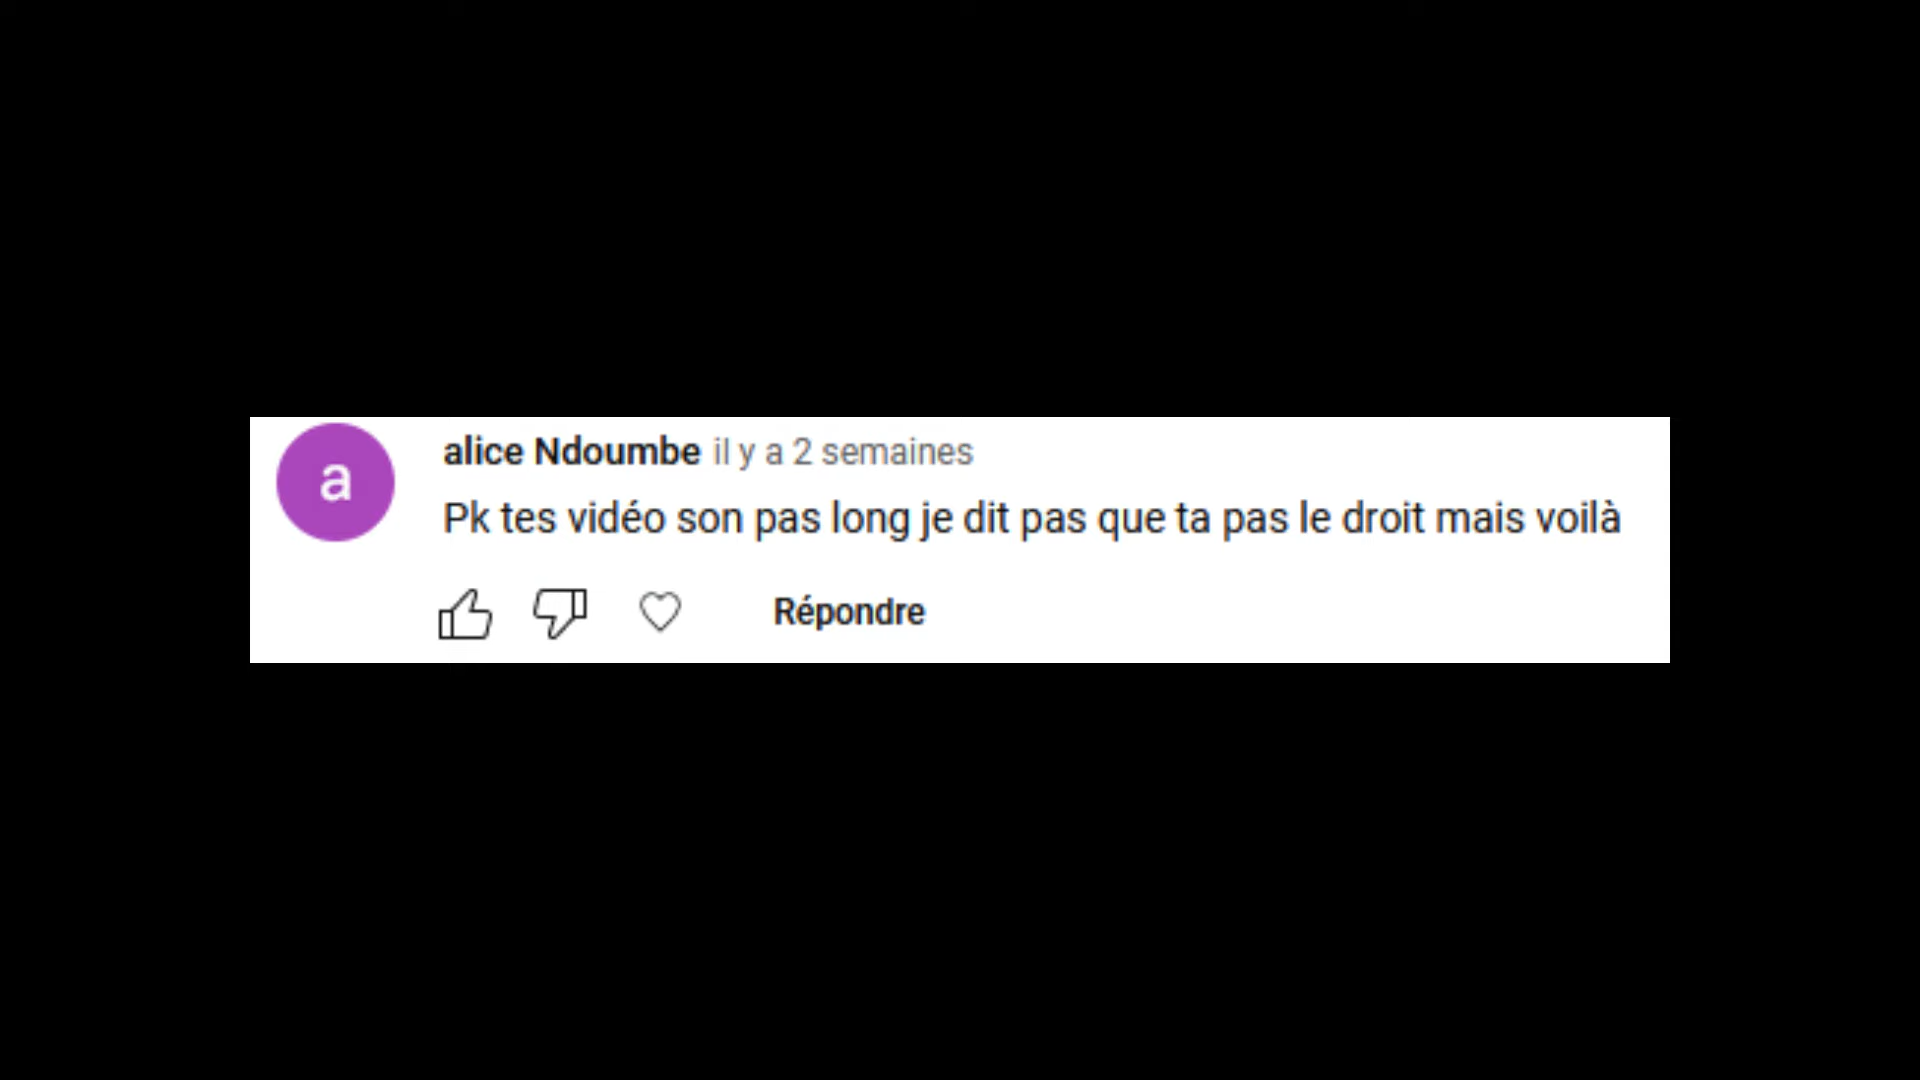 a
alice Ndoumbe il y a 2 semaines
Pk tes vidéo son pas long je dit pas que ta pas le droit mais voilà
Répondre